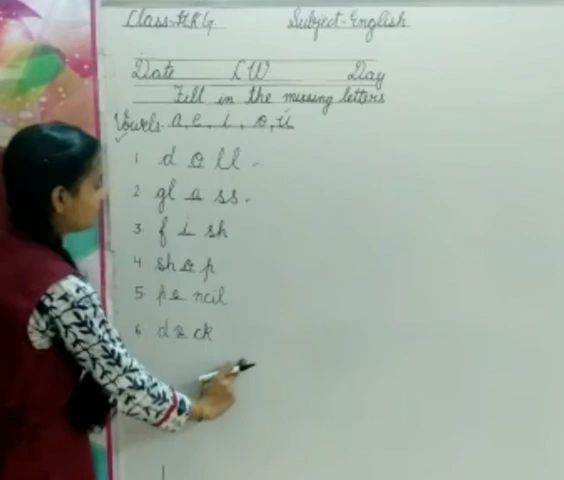 Class-HKG Subject-English
Date CW Day
Fill in the missing letters
Vowels. a, e, i, o, u
1 d o ll
2 gl a ss
3. f i sh
4 sh o p
5. p e ncil
6. d u ck